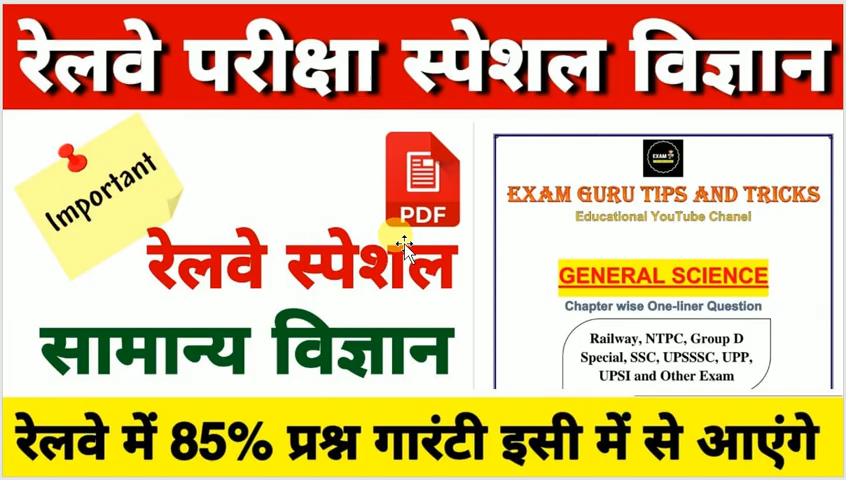 रेलवे परीक्षा स्पेशल विज्ञान
Important
PDF
रेलवे स्पेशल
सामान्य विज्ञान
EXAM
EXAM GURU TIPS AND TRICKS
Educational YouTube Chanel
GENERAL SCIENCE
Chapter wise One-liner Question
Railway, NTPC, Group D
Special, SSC, UPSSSC, UPP,
UPSI and Other Exam
रेलवे में 85% प्रश्न गारंटी इसी में से आएंगे